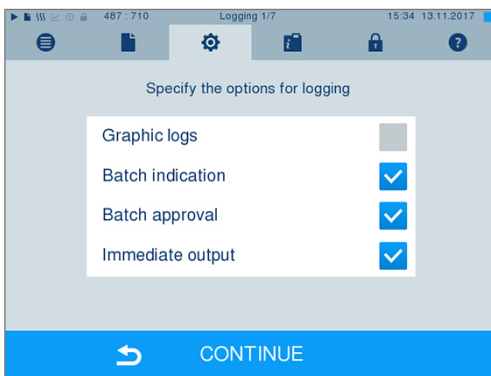 487 : 710 Logging 1/7 15:34 13.11.2017
Specify the options for logging
Graphic logs
Batch indication
Batch approval
Immediate output
CONTINUE